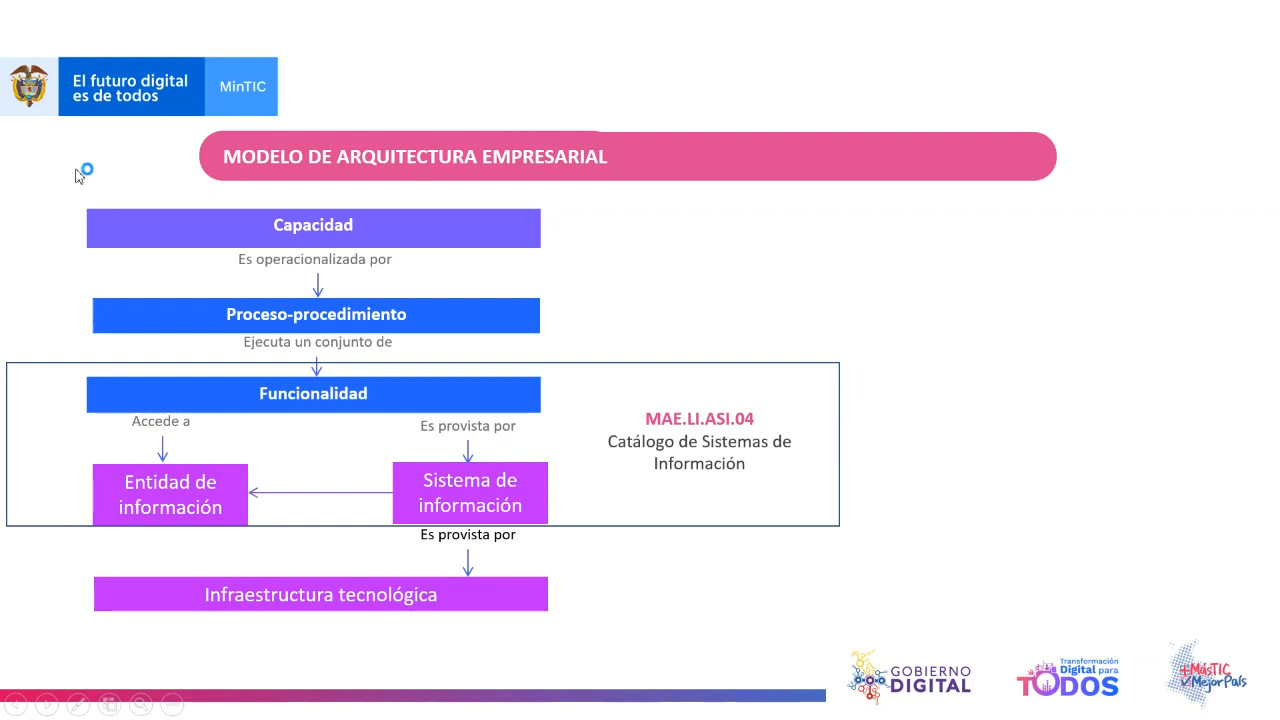 El futuro digital
es de todos
MinTIC
MODELO DE ARQUITECTURA EMPRESARIAL
Capacidad
Es operacionalizada por
Proceso-procedimiento
Ejecuta un conjunto de
Funcionalidad
Accede a
Es provista por
MAE.LI.ASI.04
Catálogo de Sistemas de
Información
Entidad de
información
Sistema de
información
Es provista por
Infraestructura tecnológica
GOBIERNO
DIGITAL
Transformación
Digital para
TODOS
+MásTIC
MejorPaís